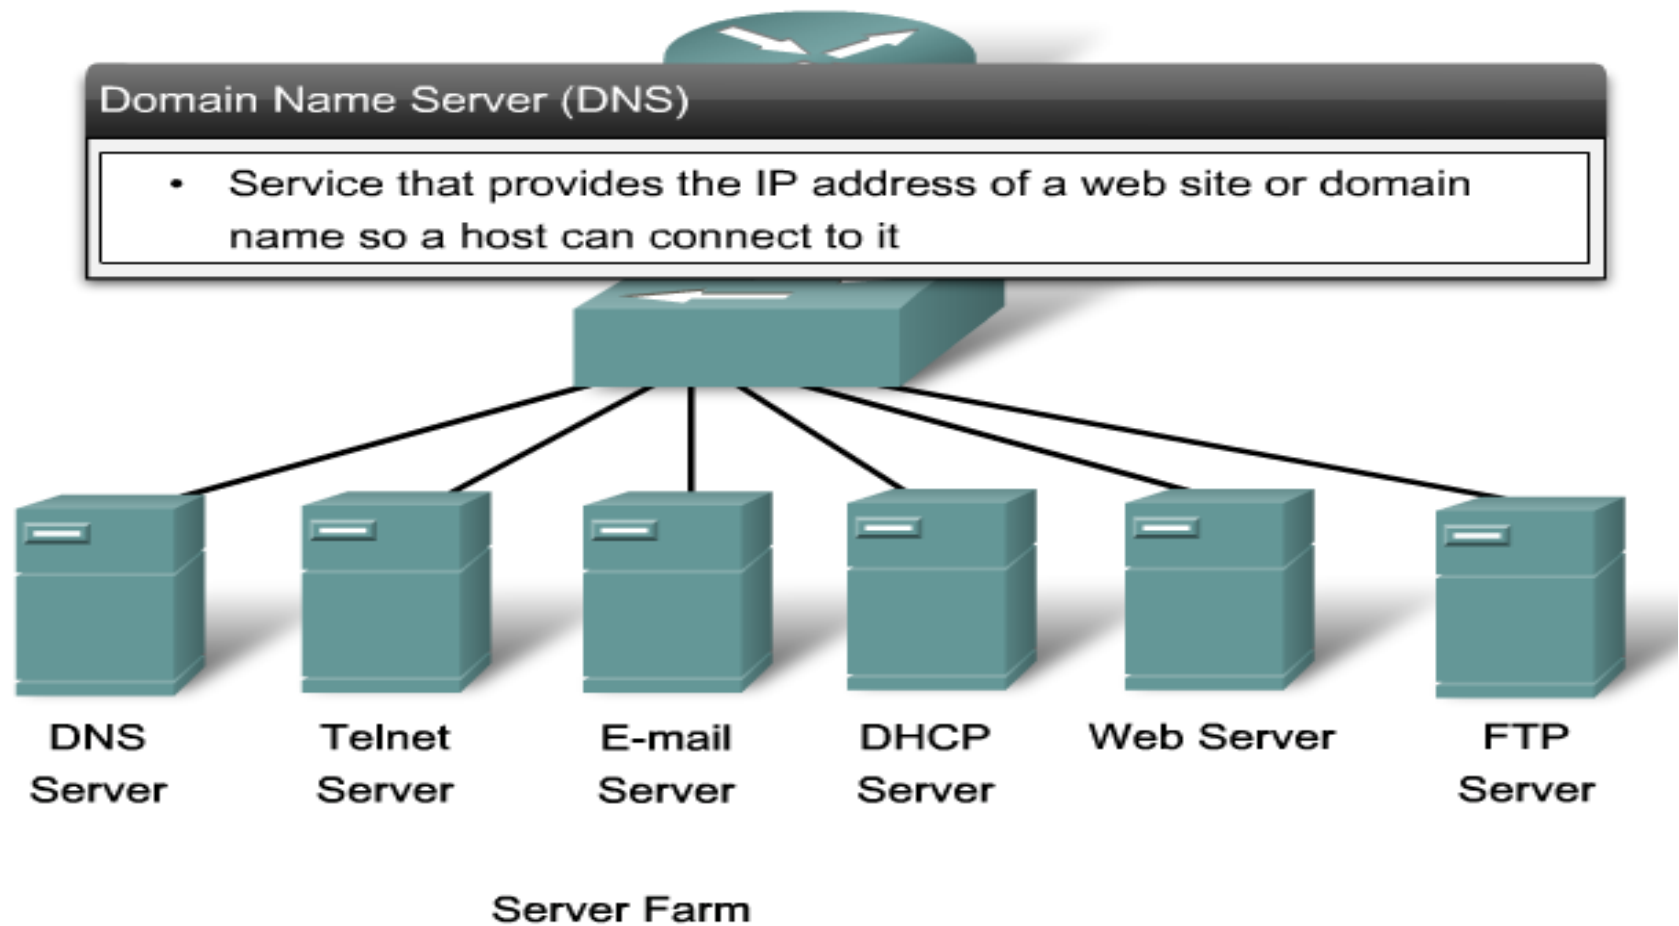 Domain Name Server (DNS)
• Service that provides the IP address of a web site or domain
name so a host can connect to it
DNS
Server
Telnet
Server
E-mail
Server
DHCP
Server
Web Server
FTP
Server
Server Farm